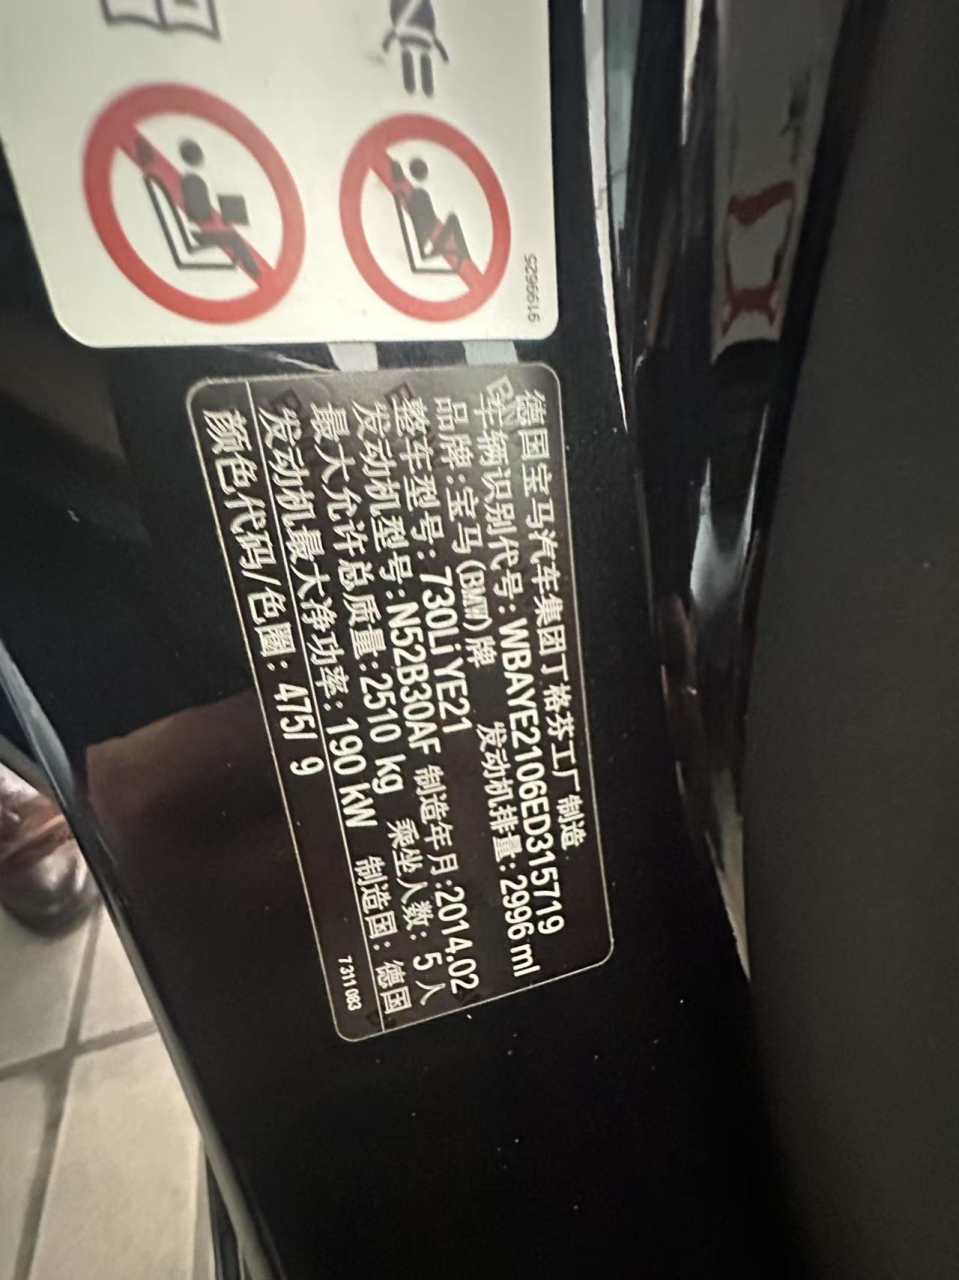 5299916
德国宝马汽车集团丁格芬工厂 制造
车辆识别代号：WBAYE2106ED315719
品牌：宝马(BMW)牌 发动机排量：2996 ml
整车型号：730Li YE21
发动机型号：N52B30AF 制造年月：2014.02
最大允许总质量：2510 kg 乘坐人数：5 人
发动机最大净功率：190 kW 制造国：德国
颜色代码/色圈：475/ 9
7 311 083